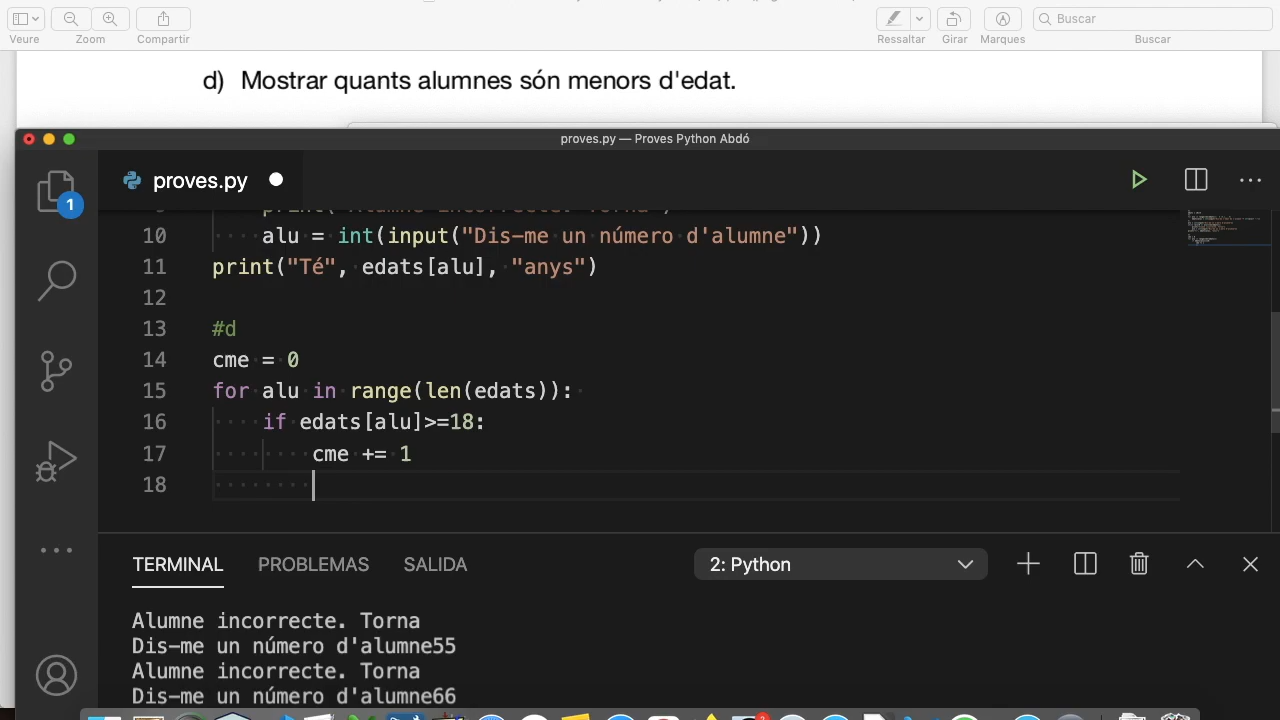 Veure
Zoom
Compartir
Ressaltar
Girar
Marques
Buscar
Buscar
d) Mostrar quants alumnes són menors d'edat.
proves.py — Proves Python Abdó
1
proves.py
10 alu = int(input("Dis-me un número d'alumne"))
11 print("Té", edats[alu], "anys")
12
13 #d
14 cme = 0
15 for alu in range(len(edats)):
16 if edats[alu]>=18:
17 cme += 1
18
TERMINAL PROBLEMAS SALIDA 2: Python
Alumne incorrecte. Torna
Dis-me un número d'alumne55
Alumne incorrecte. Torna
Dis-me un número d'alumne66